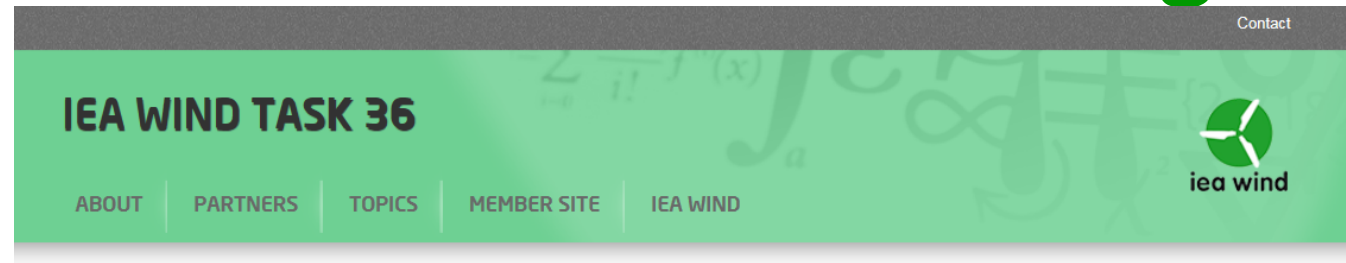 Contact
IEA WIND TASK 36
iea wind
ABOUT PARTNERS TOPICS MEMBER SITE IEA WIND